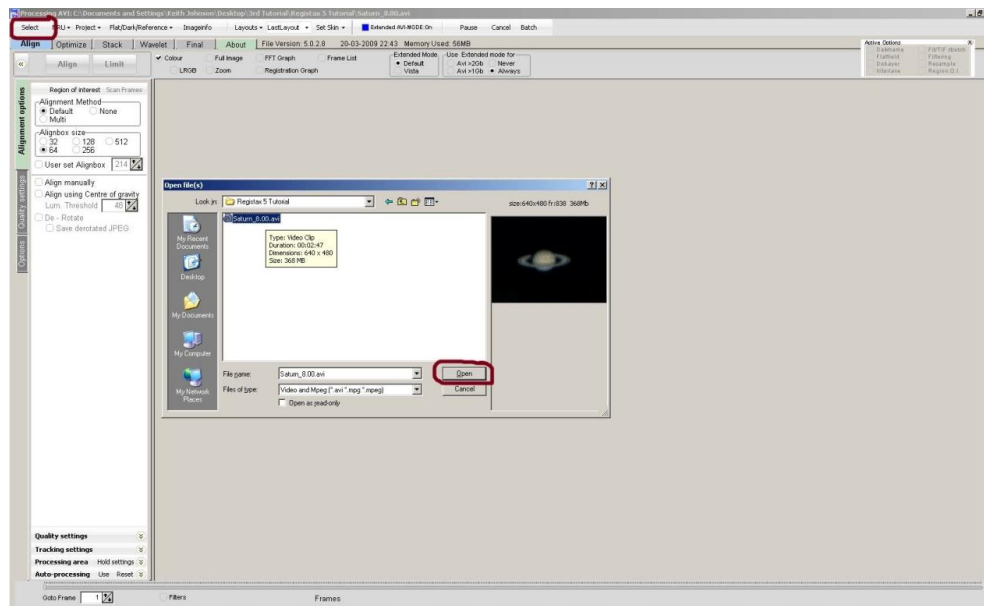 Processing AVI: C:\Documents and Settings\Keith Johnson\Desktop\3rd Tutorial\Registax 5 Tutorial\Saturn_8.00.avi
Select MRU Project Flat/Dark/Reference Imageinfo Layouts LastLayout Set Skin Extended AVI-MODE:On Pause Cancel Batch
Align Optimize Stack Wavelet Final About File Version: 5.0.2.8 20-03-2009 22:43 Memory Used: 56MB
Active Options X
Flatfield Filtering
Resample
« Align Limit
Colour Full Image FFT Graph Frame List
LRGB Zoom Registration Graph
Extended Mode
Default
Vista
Use Extended mode for
Avi >2Gb Never
Avi >1Gb Always
Alignment options
Quality settings
Options
Region of interest Scan Frames
Alignment Method
Default None
Multi
Alignbox size
32 128 512
64 256
User set Alignbox 214
Align manually
Align using Centre of gravity
Lum. Threshold 48
De - Rotate
Save derotated JPEG
Open file(s) ? X
Look in: Registax 5 Tutorial
size:640x480 fr:838 368Mb
Saturn_8.00.avi
Type: Video Clip
Duration: 00:02:47
Dimensions: 640 x 480
Size: 368 MB
My Recent
Documents
Desktop
My Documents
My Computer
My Network
Places
File name: Saturn_8.00.avi Open
Files of type: Video and Mpeg (*.avi *.mpg *.mpeg) Cancel
Open as read-only
Quality settings
Tracking settings
Processing area Hold settings
Auto-processing Use Reset
Goto Frame 1 Filters Frames